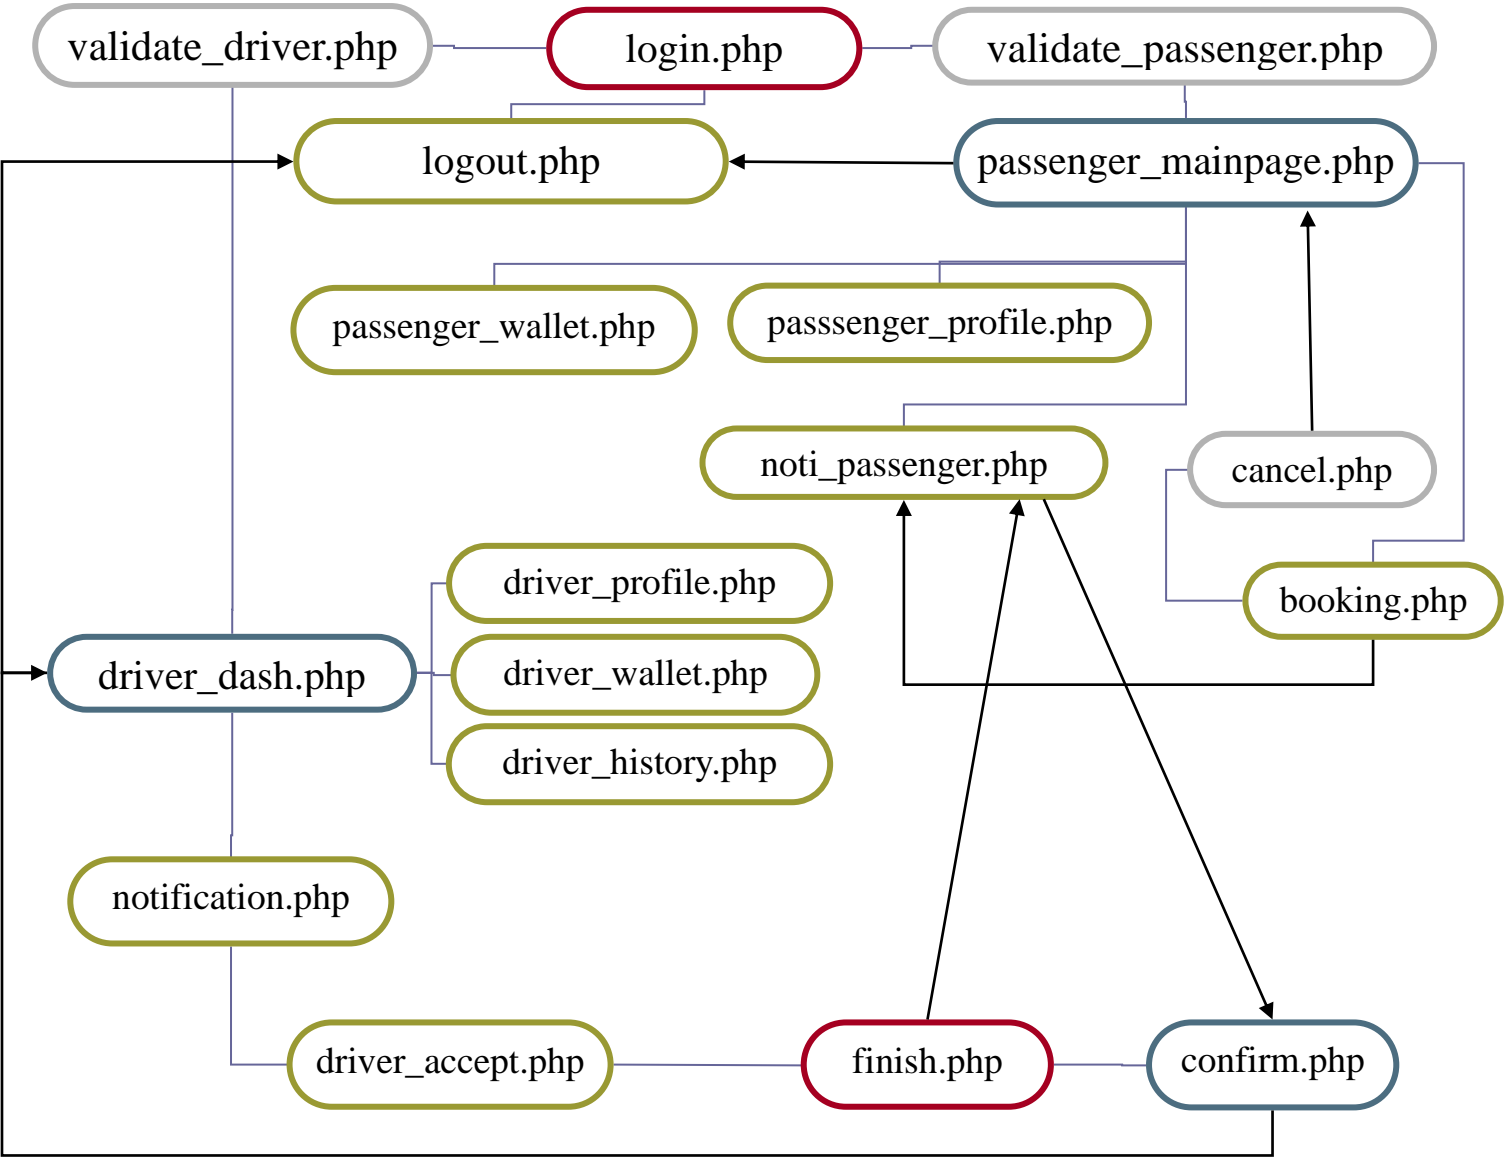 validate_driver.php
login.php
validate_passenger.php
logout.php
passenger_mainpage.php
passenger_wallet.php
passsenger_profile.php
noti_passenger.php
cancel.php
driver_profile.php
booking.php
driver_dash.php
driver_wallet.php
driver_history.php
notification.php
driver_accept.php
finish.php
confirm.php